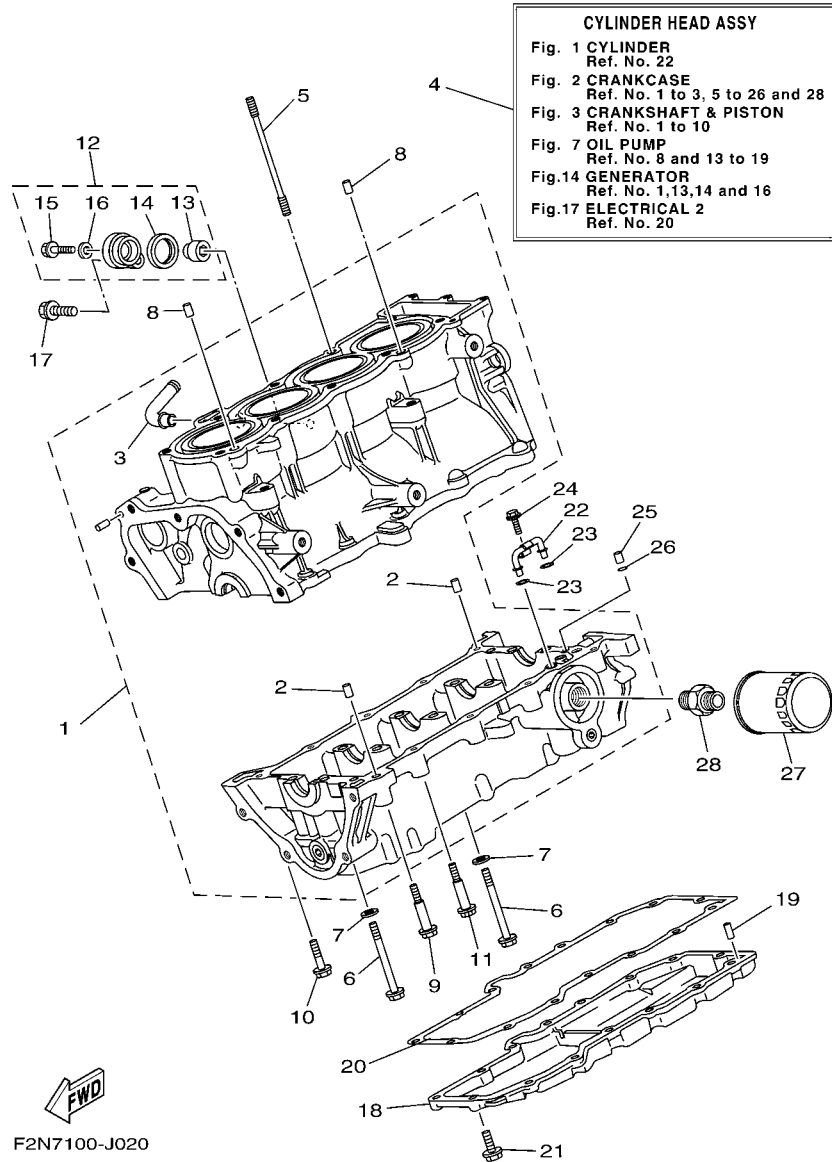 CYLINDER HEAD ASSY
Fig. 1 CYLINDER
Ref. No. 22
Fig. 2 CRANKCASE
Ref. No. 1 to 3, 5 to 26 and 28
Fig. 3 CRANKSHAFT & PISTON
Ref. No. 1 to 10
Fig. 7 OIL PUMP
Ref. No. 8 and 13 to 19
Fig.14 GENERATOR
Ref. No. 1,13,14 and 16
Fig.17 ELECTRICAL 2
Ref. No. 20
4
5
12
8
15 16 14 13
8
17
3
24
22
25
23
26
2
23
2
1
28
27
7
7
6
19
6
9
11
10
20
18
FWD
F2N7100-J020
21